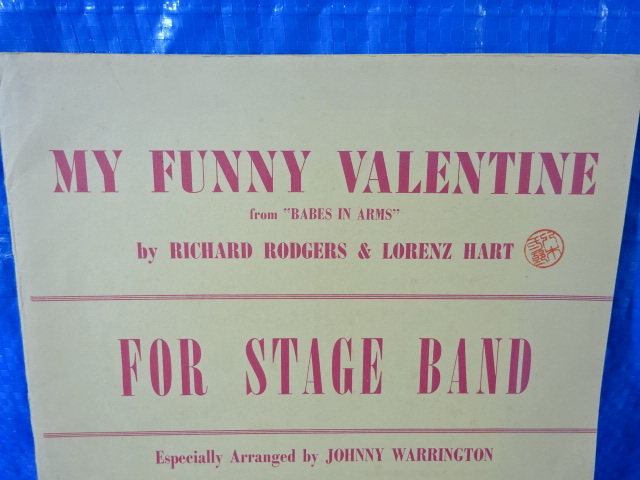 MY FUNNY VALENTINE
from "BABES IN ARMS"
by RICHARD RODGERS & LORENZ HART
FOR STAGE BAND
Especially Arranged by JOHNNY WARRINGTON